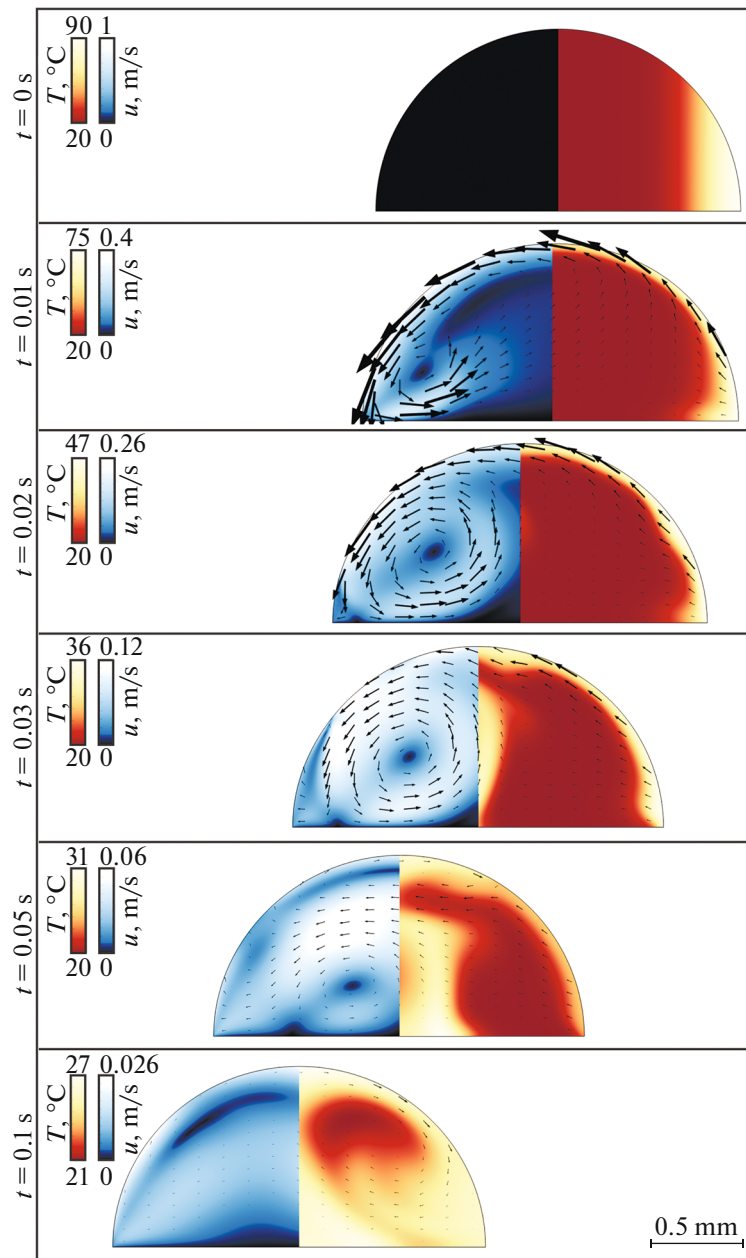 90 1
T, °C
u, m/s
20 0
t = 0 s
75 0.4
T, °C
u, m/s
20 0
t = 0.01 s
47 0.26
T, °C
u, m/s
20 0
t = 0.02 s
36 0.12
T, °C
u, m/s
20 0
t = 0.03 s
31 0.06
T, °C
u, m/s
20 0
t = 0.05 s
27 0.026
T, °C
u, m/s
21 0
t = 0.1 s
0.5 mm